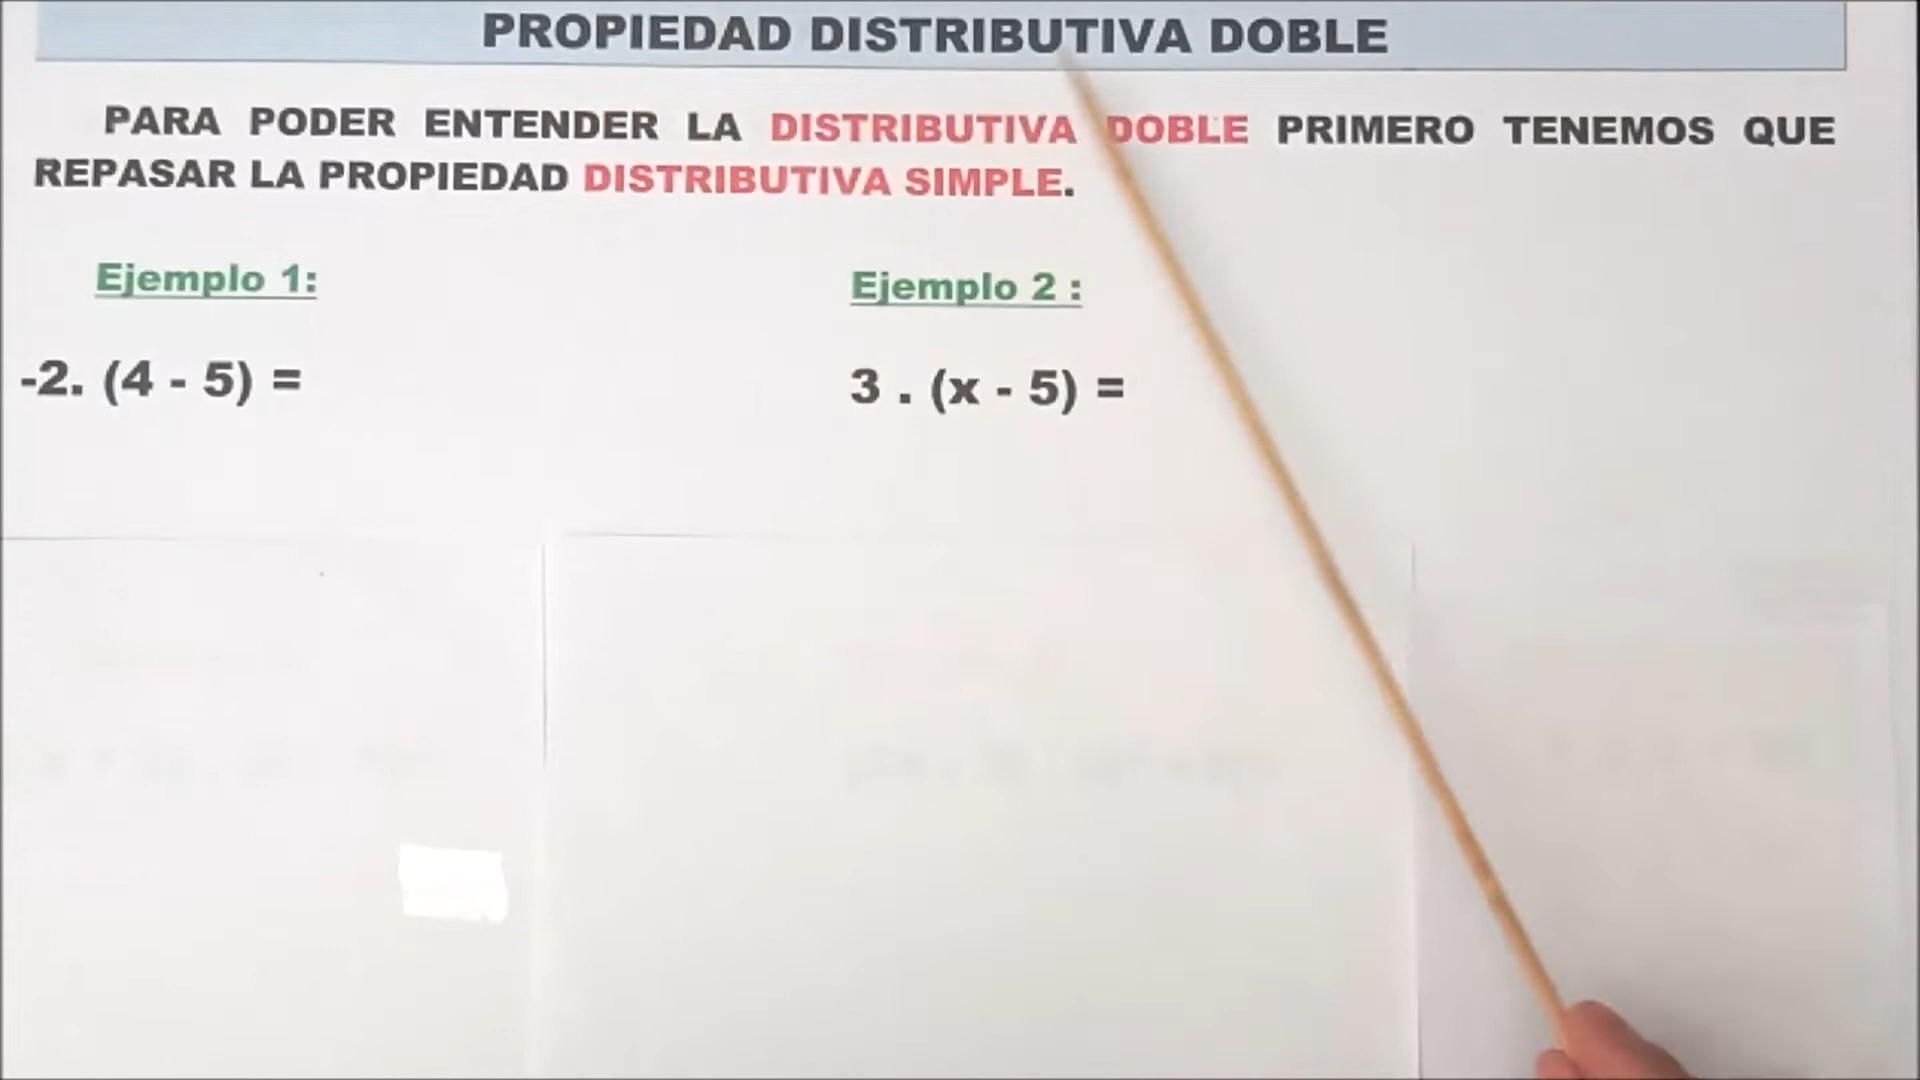 PROPIEDAD DISTRIBUTIVA DOBLE
PARA PODER ENTENDER LA DISTRIBUTIVA DOBLE PRIMERO TENEMOS QUE
REPASAR LA PROPIEDAD DISTRIBUTIVA SIMPLE.
Ejemplo 1:
-2. (4 - 5) =
Ejemplo 2 :
3 . (x - 5) =